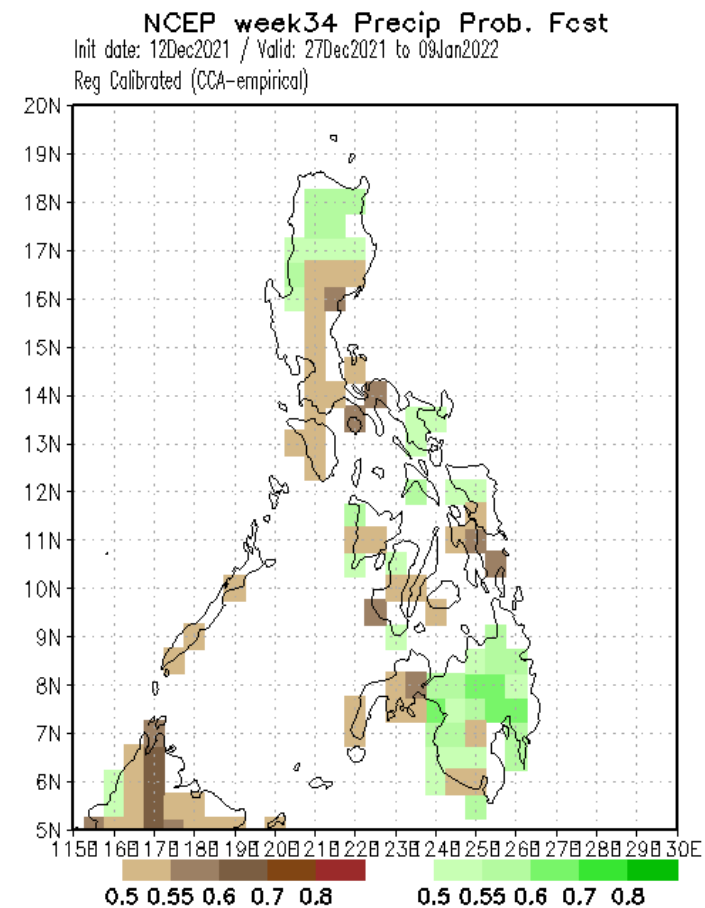 NCEP week34 Precip Prob. Fcst
Init date: 12Dec2021 / Valid: 27Dec2021 to 09Jan2022
Reg Calibrated (CCA-empirical)
20N
19N
18N
17N
16N
15N
14N
13N
12N
11N
10N
9N
8N
7N
6N
5N
115E 116E 117E 118E 119E 120E 121E 122E 123E 124E 125E 126E 127E 128E 129E 130E
0.5 0.55 0.6 0.7 0.8 0.5 0.55 0.6 0.7 0.8